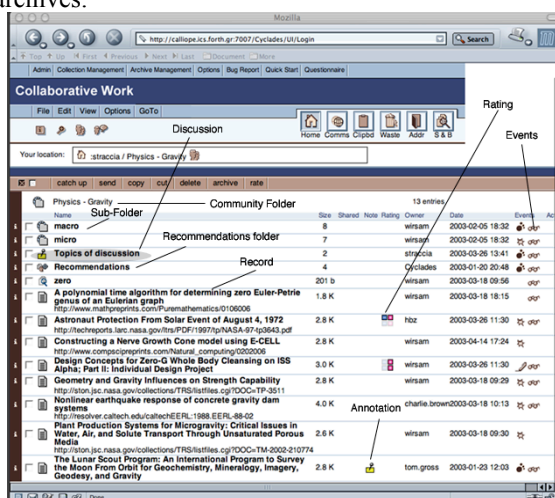 archives.
Mozilla
http://calliope.ics.forth.gr:7007/Cyclades/UI/Login
Search
Top Up First Previous Next Last Document More
Admin Collection Management Archive Management Options Bug Report Quick Start Questionnaire
Collaborative Work
File Edit View Options GoTo
Rating
Discussion
Home Comms Clipbd Waste Addr S & B
Events
Your location: :straccia / Physics - Gravity
catch up send copy cut delete archive rate
Physics - Gravity
Community Folder
13 entries
Name Size Shared Note Rating Owner Date Events
Sub-Folder
macro 8 wirsam 2003-02-05 18:32
micro 7 wirsam 2003-02-05 18:32
Recommendations folder
Topics of discussion 2 straccia 2003-03-26 13:41
Recommendations 4 Cyclades 2003-01-20 20:48
Record
zero 201 b wirsam 2003-03-18 09:56
A polynomial time algorithm for determining zero Euler-Petrie
genus of an Eulerian graph 1.8 K wirsam 2003-03-18 18:15
http://www.mathpreprints.com/Puremathematics/0106006
Astronaut Protection From Solar Event of August 4, 1972 2.8 K hbz 2003-03-26 11:30
http://techreports.larc.nasa.gov/ltrs/PDF/1997/tp/NASA-97-tp3643.pdf
Constructing a Nerve Growth Cone model using E-CELL 2.8 K wirsam 2003-04-14 17:24
http://www.compscipreprints.com/Natural_computing/0202006
Design Concepts for Zero-G Whole Body Cleansing on ISS
Alpha; Part II: Individual Design Project 3.0 K wirsam 2003-03-26 11:30
Geometry and Gravity Influences on Strength Capability 2.8 K wirsam 2003-03-18 09:29
http://ston.jsc.nasa.gov/collections/TRS/listfiles.cgi?DOC=TP-3511
Nonlinear earthquake response of concrete gravity dam
systems 4.0 K charlie.brown 2003-03-18 10:13
http://resolver.caltech.edu/caltechEERL:1988.EERL-88-02
Annotation
Plant Production Systems for Microgravity: Critical Issues in
Water, Air, and Solute Transport Through Unsaturated Porous
Media 2.6 K wirsam 2003-03-18 09:30
http://ston.jsc.nasa.gov/collections/TRS/listfiles.cgi?DOC=TM-2002-210774
The Lunar Scout Program: An International Program to Survey
the Moon From Orbit for Geochemistry, Mineralogy, Imagery,
Geodesy, and Gravity 2.8 K tom.gross 2003-01-23 12:03